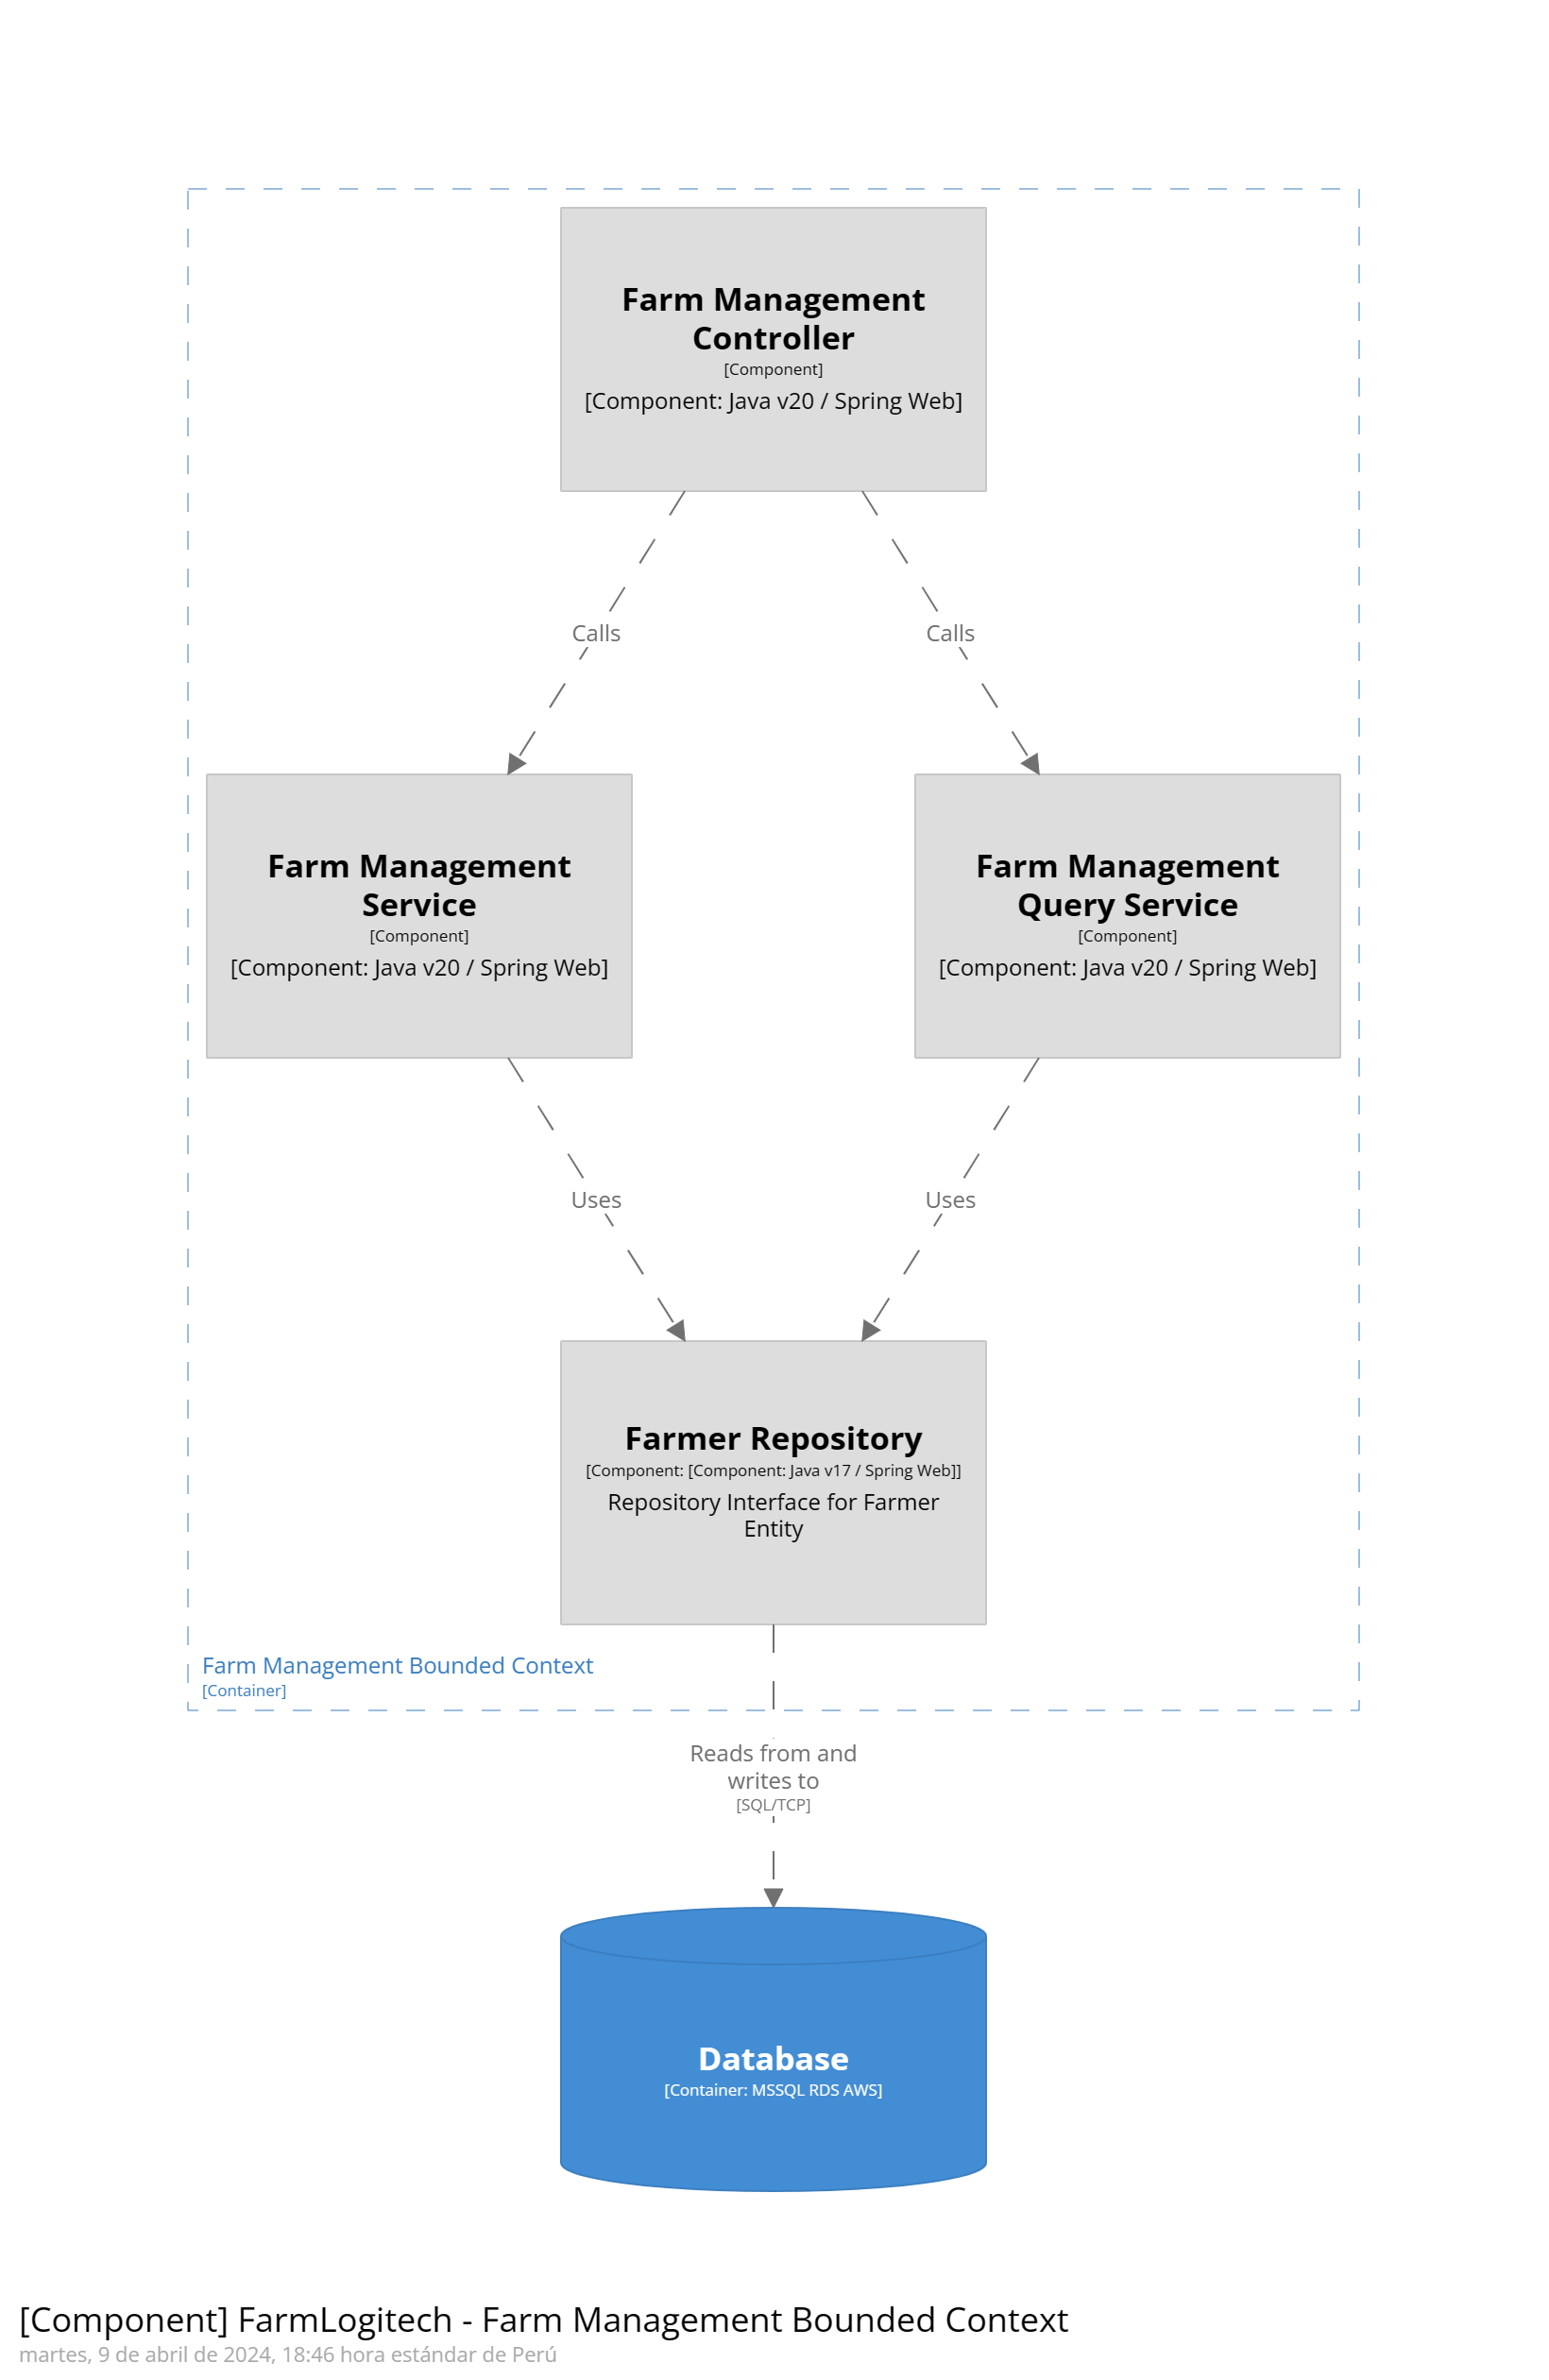 Farm Management
Controller
[Component]
[Component: Java v20 / Spring Web]
Calls
Calls
Farm Management
Service
[Component]
[Component: Java v20 / Spring Web]
Farm Management
Query Service
[Component]
[Component: Java v20 / Spring Web]
Uses
Uses
Farmer Repository
[Component: [Component: Java v17 / Spring Web]]
Repository Interface for Farmer
Entity
Farm Management Bounded Context
[Container]
Reads from and
writes to
[SQL/TCP]
Database
[Container: MSSQL RDS AWS]
[Component] FarmLogitech - Farm Management Bounded Context
martes, 9 de abril de 2024, 18:46 hora estándar de Perú